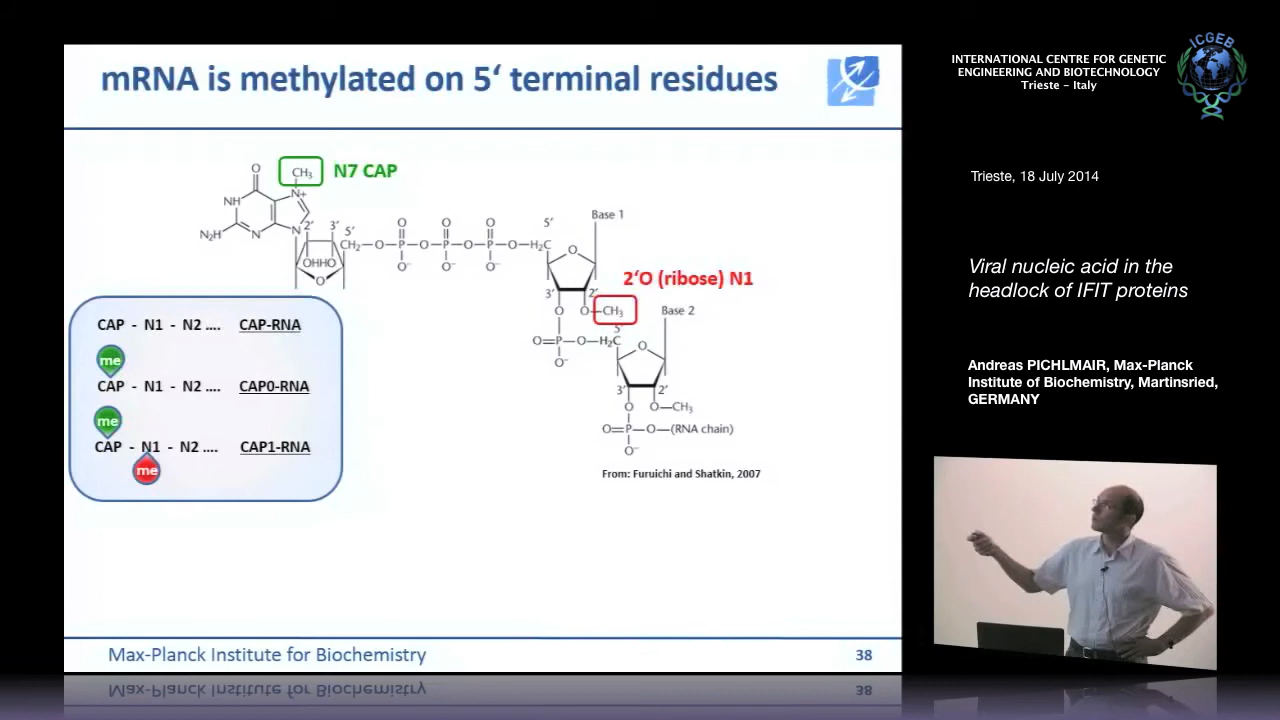 mRNA is methylated on 5‘ terminal residues
O
CH3
N7 CAP
NH
N+
N2H
N
N
2′
3′
5′
OHHO
O
CH2—O—P—O—P—O—P—O—H2C
O
O
O
O-
O-
O-
5′
Base 1
O
3′
2′
2‘O (ribose) N1
O
O—CH3
Base 2
5′
O=P—O—H2C
O-
O
3′
2′
O
O—CH3
O=P—O—(RNA chain)
O-
From: Furuichi and Shatkin, 2007
CAP - N1 - N2 .... CAP-RNA
me
CAP - N1 - N2 .... CAP0-RNA
me
CAP - N1 - N2 .... CAP1-RNA
me
Max-Planck Institute for Biochemistry
38
INTERNATIONAL CENTRE FOR GENETIC
ENGINEERING AND BIOTECHNOLOGY
Trieste - Italy
ICGEB
Trieste, 18 July 2014
Viral nucleic acid in the
headlock of IFIT proteins
Andreas PICHLMAIR, Max-Planck
Institute of Biochemistry, Martinsried,
GERMANY